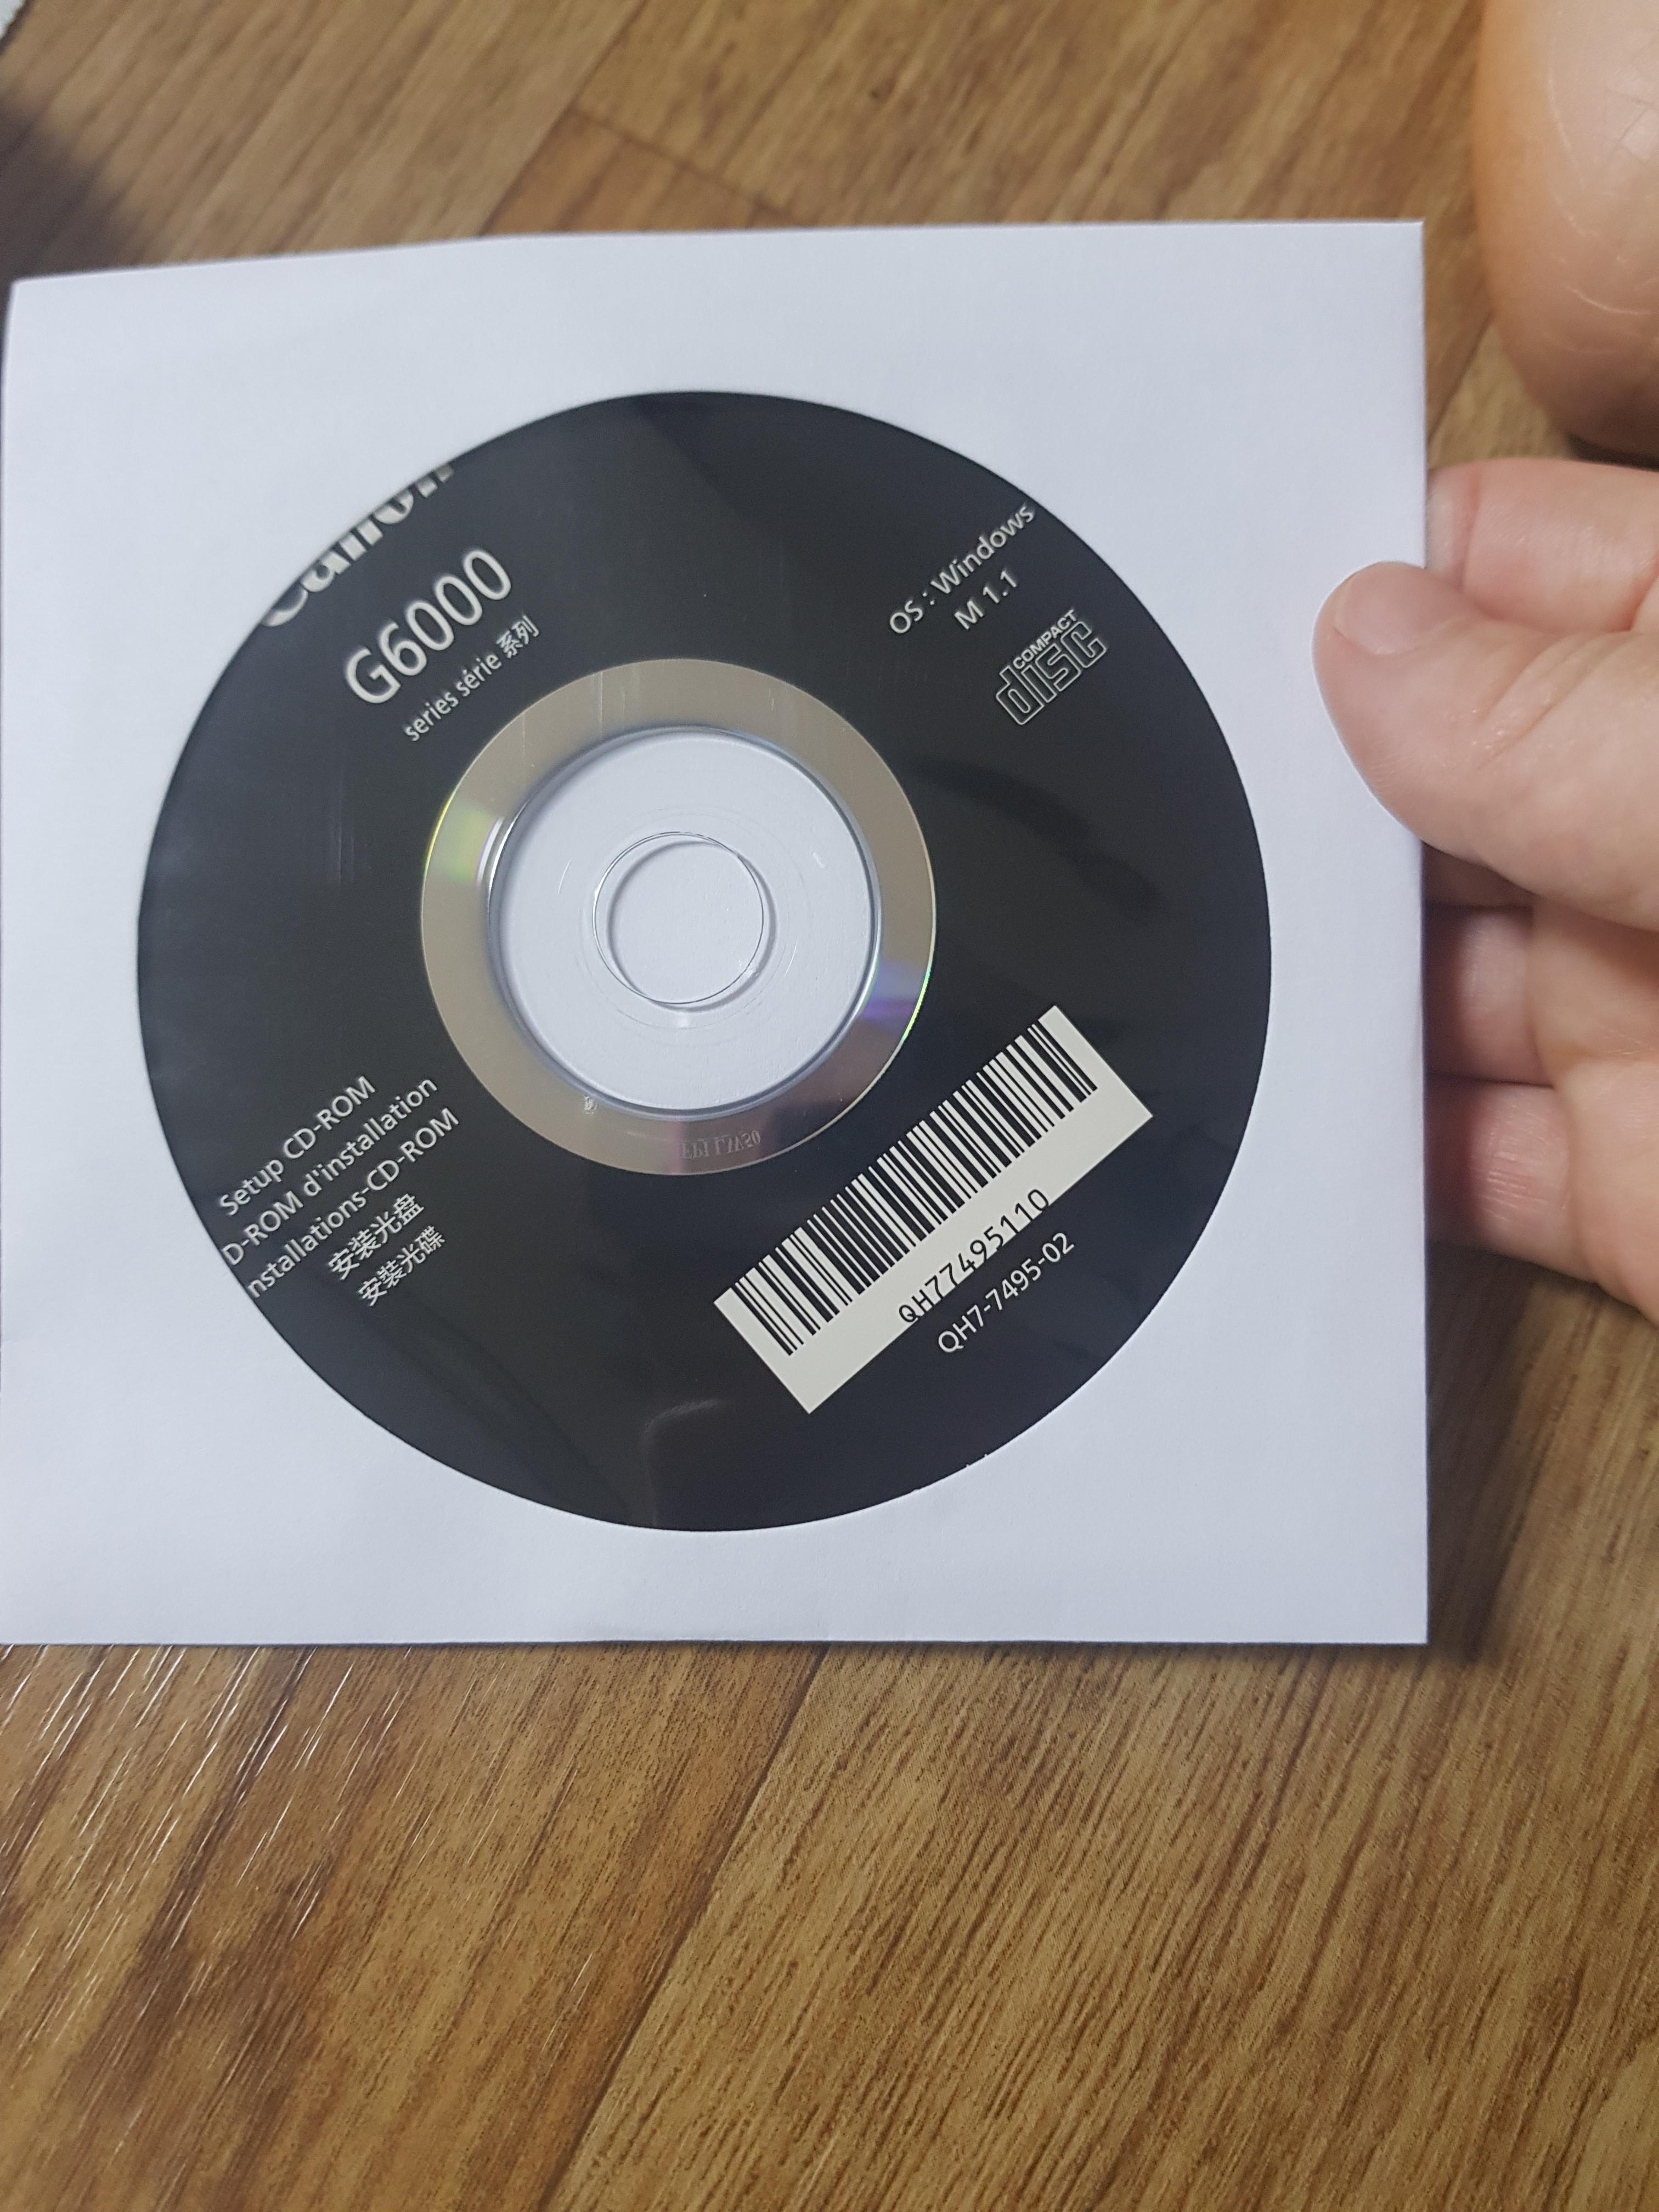 Canon
G6000
series série 系列
OS : Windows
M 1.1
COMPACT
disc
Setup CD-ROM
D-ROM d'installation
nstallations-CD-ROM
安装光盘
安裝光碟
QH77495110
QH7-7495-02